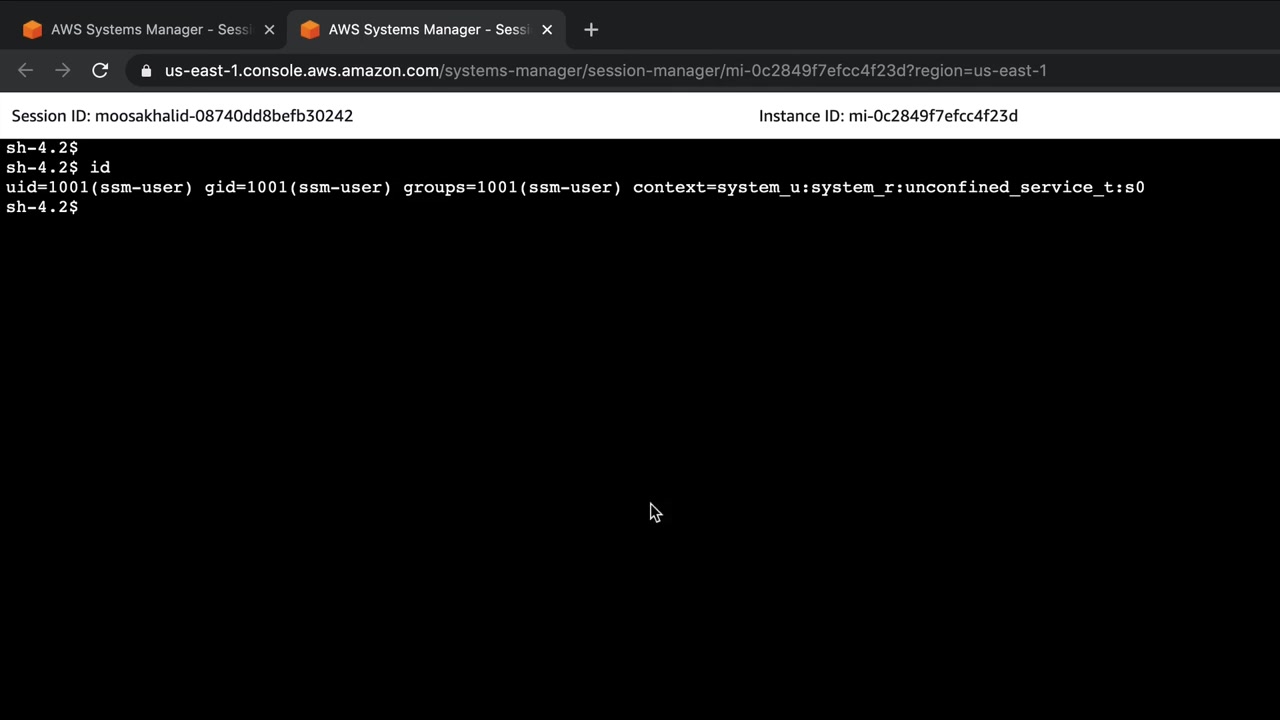 AWS Systems Manager - Sess
AWS Systems Manager - Sess
us-east-1.console.aws.amazon.com/systems-manager/session-manager/mi-0c2849f7efcc4f23d?region=us-east-1
Session ID: moosakhalid-08740dd8befb30242
Instance ID: mi-0c2849f7efcc4f23d
sh-4.2$
sh-4.2$ id
uid=1001(ssm-user) gid=1001(ssm-user) groups=1001(ssm-user) context=system_u:system_r:unconfined_service_t:s0
sh-4.2$